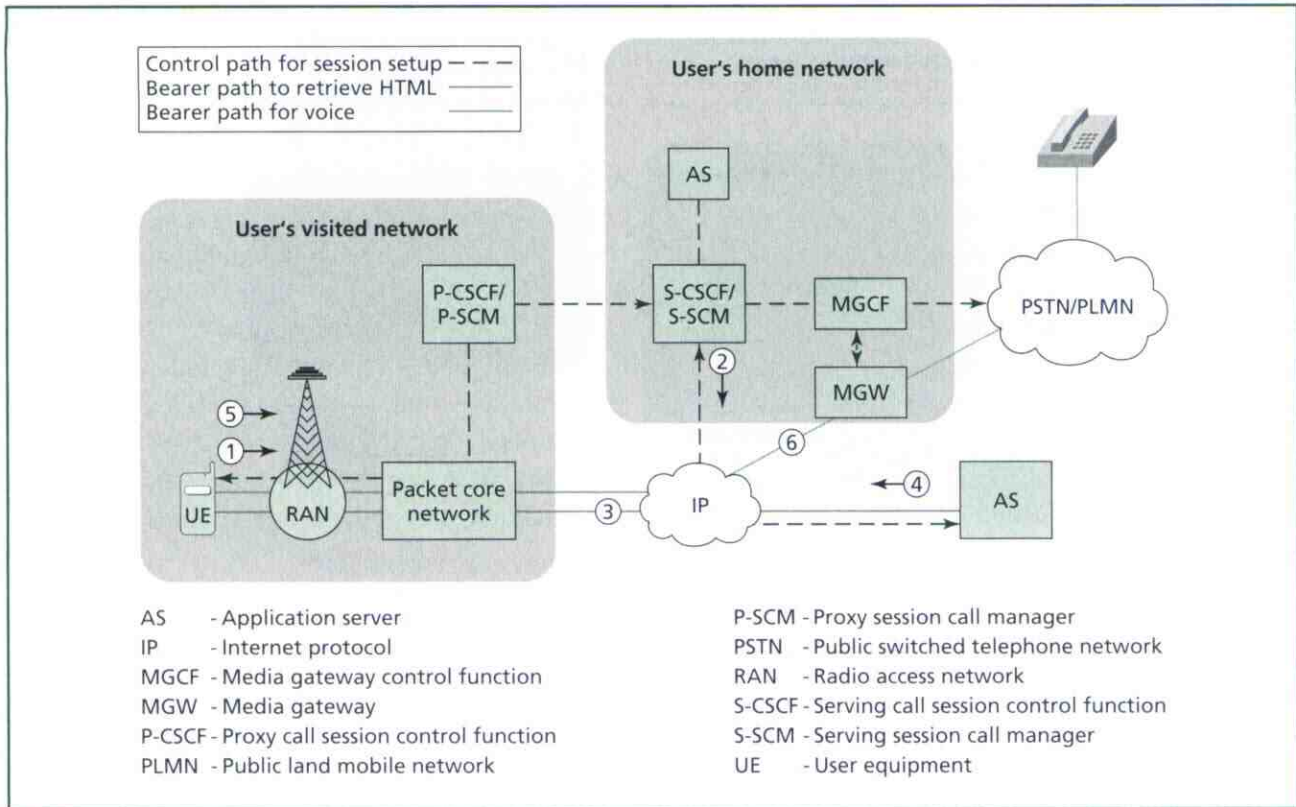 Control path for session setup
Bearer path to retrieve HTML
Bearer path for voice
User's home network
AS
User's visited network
P-CSCF/
P-SCM
S-CSCF/
S-SCM
MGCF
PSTN/PLMN
2
MGW
5
1
6
4
UE
RAN
Packet core
network
3
IP
AS
AS - Application server
IP - Internet protocol
MGCF - Media gateway control function
MGW - Media gateway
P-CSCF - Proxy call session control function
PLMN - Public land mobile network
P-SCM - Proxy session call manager
PSTN - Public switched telephone network
RAN - Radio access network
S-CSCF - Serving call session control function
S-SCM - Serving session call manager
UE - User equipment